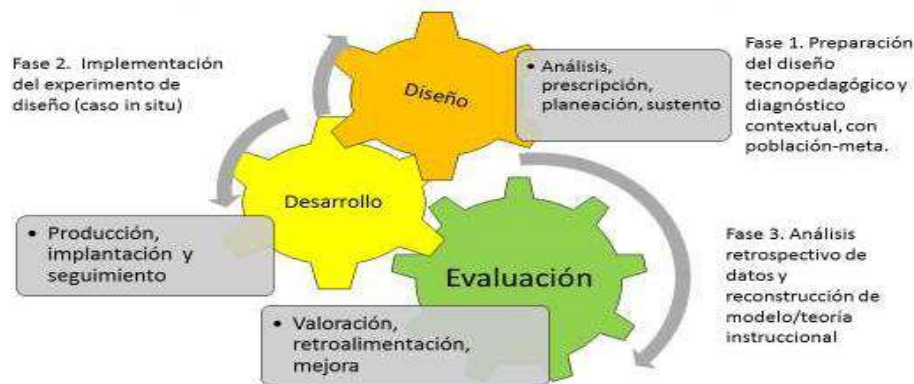 Fase 2.  Implementación
del experimento de
diseño (caso in situ)
Diseño
• Análisis,
prescripción,
planeación, sustento
Fase 1. Preparación
del diseño
tecnopedagógico y
diagnóstico
contextual, con
población-meta.
Desarrollo
• Producción,
implantación y
seguimiento
Evaluación
• Valoración,
retroalimentación,
mejora
Fase 3. Análisis
retrospectivo de
datos y
reconstrucción de
modelo/teoría
instruccional